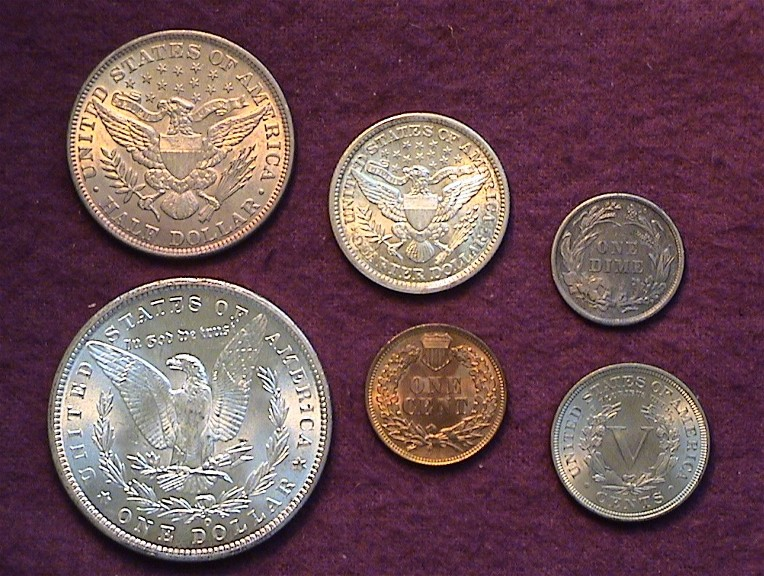 UNITED STATES OF AMERICA
HALF DOLLAR
UNITED STATES OF AMERICA
QUARTER DOLLAR
ONE
DIME
UNITED STATES OF AMERICA
In God we trust
ONE DOLLAR
O
ONE
CENT
UNITED STATES OF AMERICA
V
CENTS